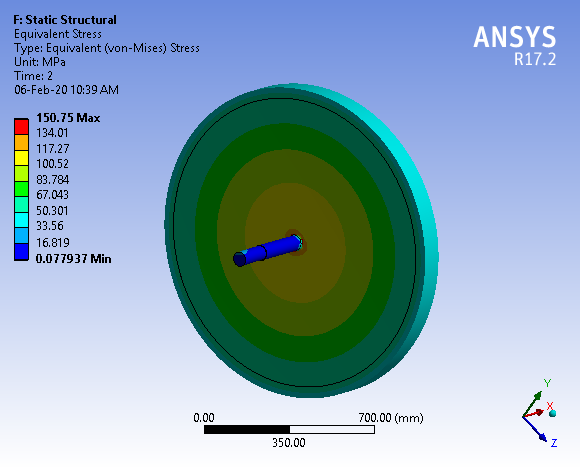 F: Static Structural
Equivalent Stress
Type: Equivalent (von-Mises) Stress
Unit: MPa
Time: 2
06-Feb-20 10:39 AM
ANSYS
R17.2
150.75 Max
134.01
117.27
100.52
83.784
67.043
50.301
33.56
16.819
0.077937 Min
0.00 700.00 (mm)
350.00
Y
X
Z